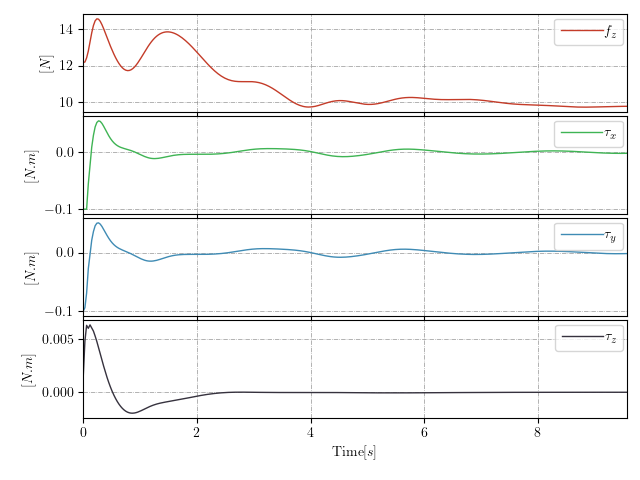 14
12
10
[N]
f_z
0.0
−0.1
[N.m]
τ_x
0.0
−0.1
[N.m]
τ_y
0.005
0.000
[N.m]
τ_z
0 2 4 6 8
Time[s]